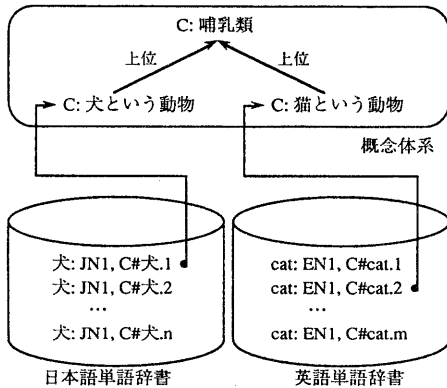 C: 哺乳類
上位 上位
C: 犬という動物 C: 猫という動物
概念体系
犬: JN1, C#犬.1
犬: JN1, C#犬.2
…
犬: JN1, C#犬.n
日本語単語辞書
cat: EN1, C#cat.1
cat: EN1, C#cat.2
…
cat: EN1, C#cat.m
英語単語辞書